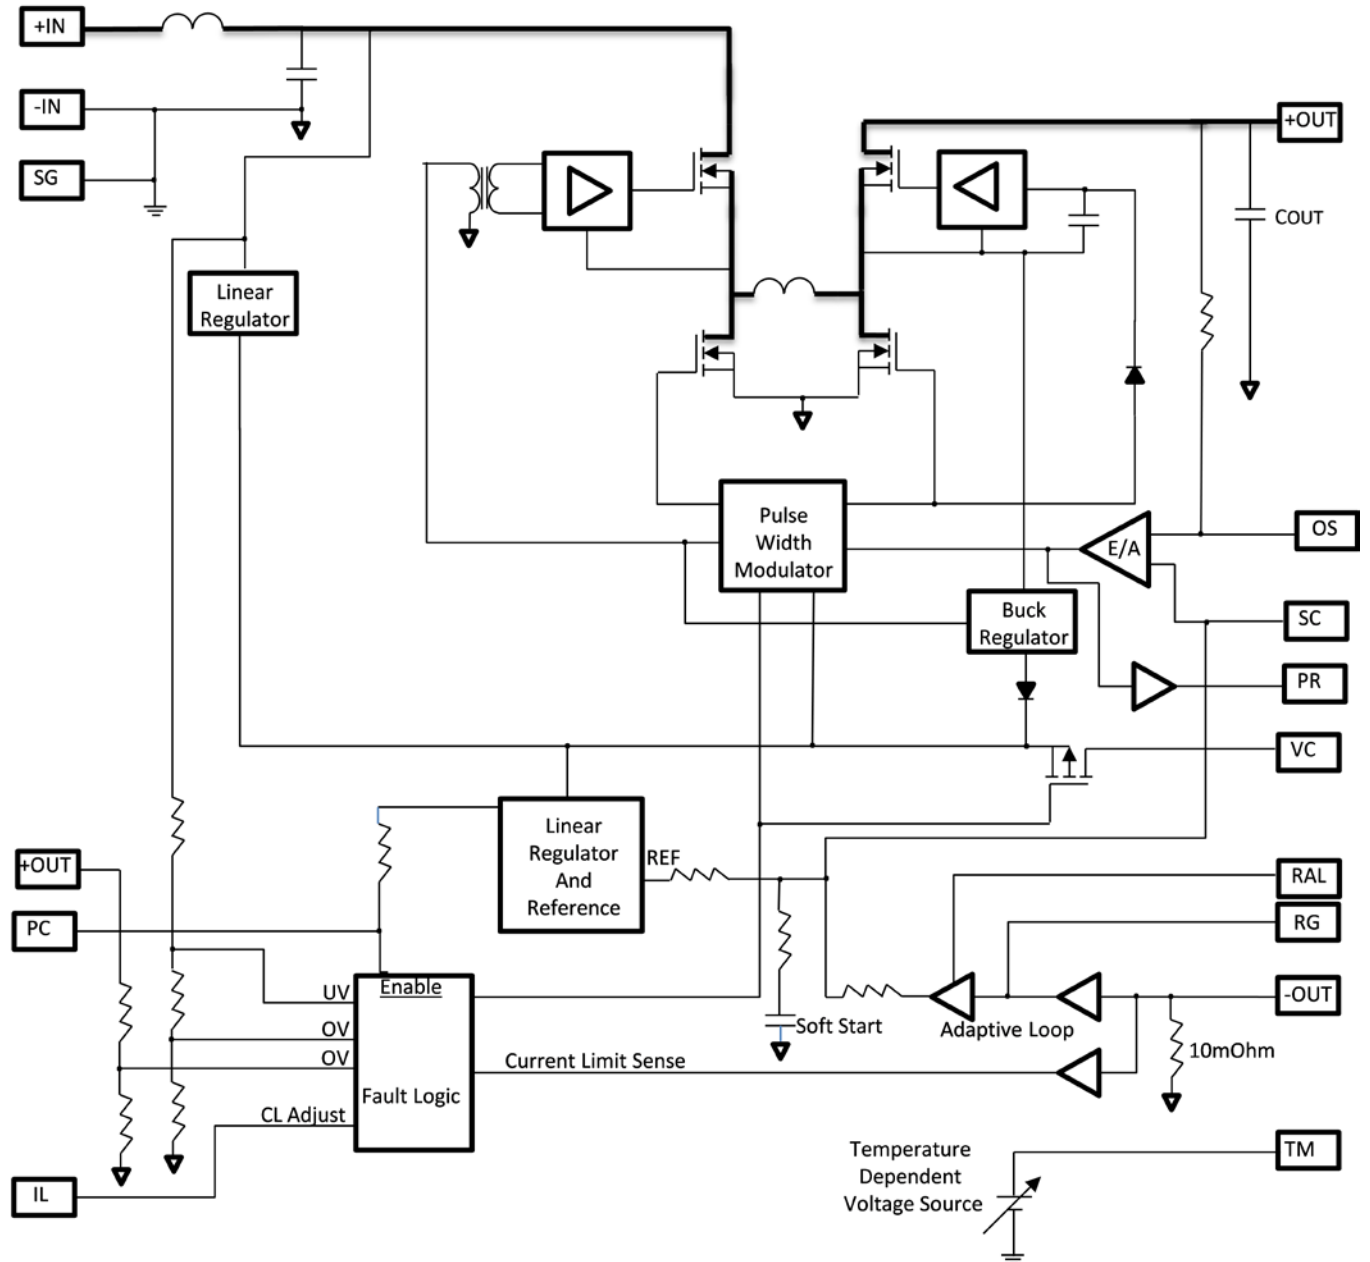 +IN
-IN
SG
+OUT
COUT
Linear
Regulator
Pulse
Width
Modulator
E/A
OS
Buck
Regulator
SC
PR
VC
Linear
Regulator
And
Reference
REF
+OUT
PC
RAL
RG
Enable
UV
OV
OV
Fault Logic
CL Adjust
Soft Start
Adaptive Loop
-OUT
10mOhm
Current Limit Sense
IL
Temperature
Dependent
Voltage Source
TM